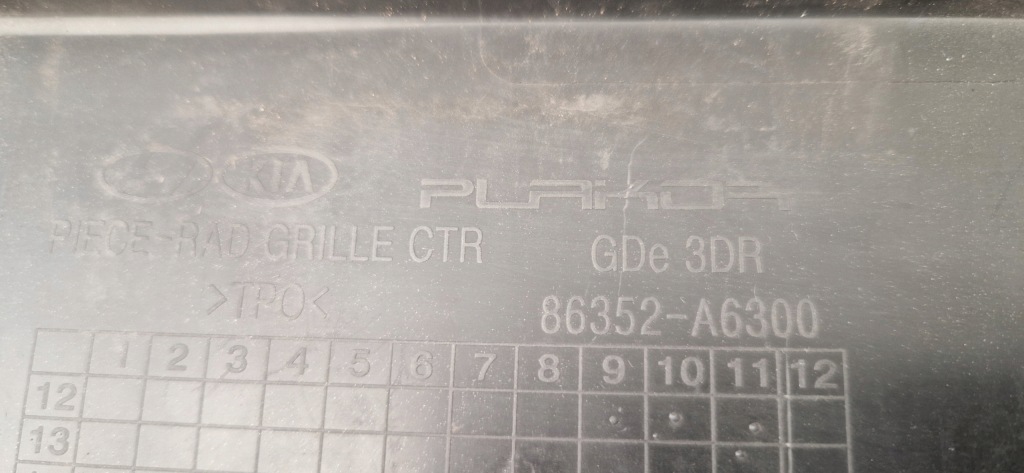 KIA PLAKOR
PIECE-RAD GRILLE CTR GDe 3DR
>TPO< 86352-A6300
1 2 3 4 5 6 7 8 9 10 11 12
12
13